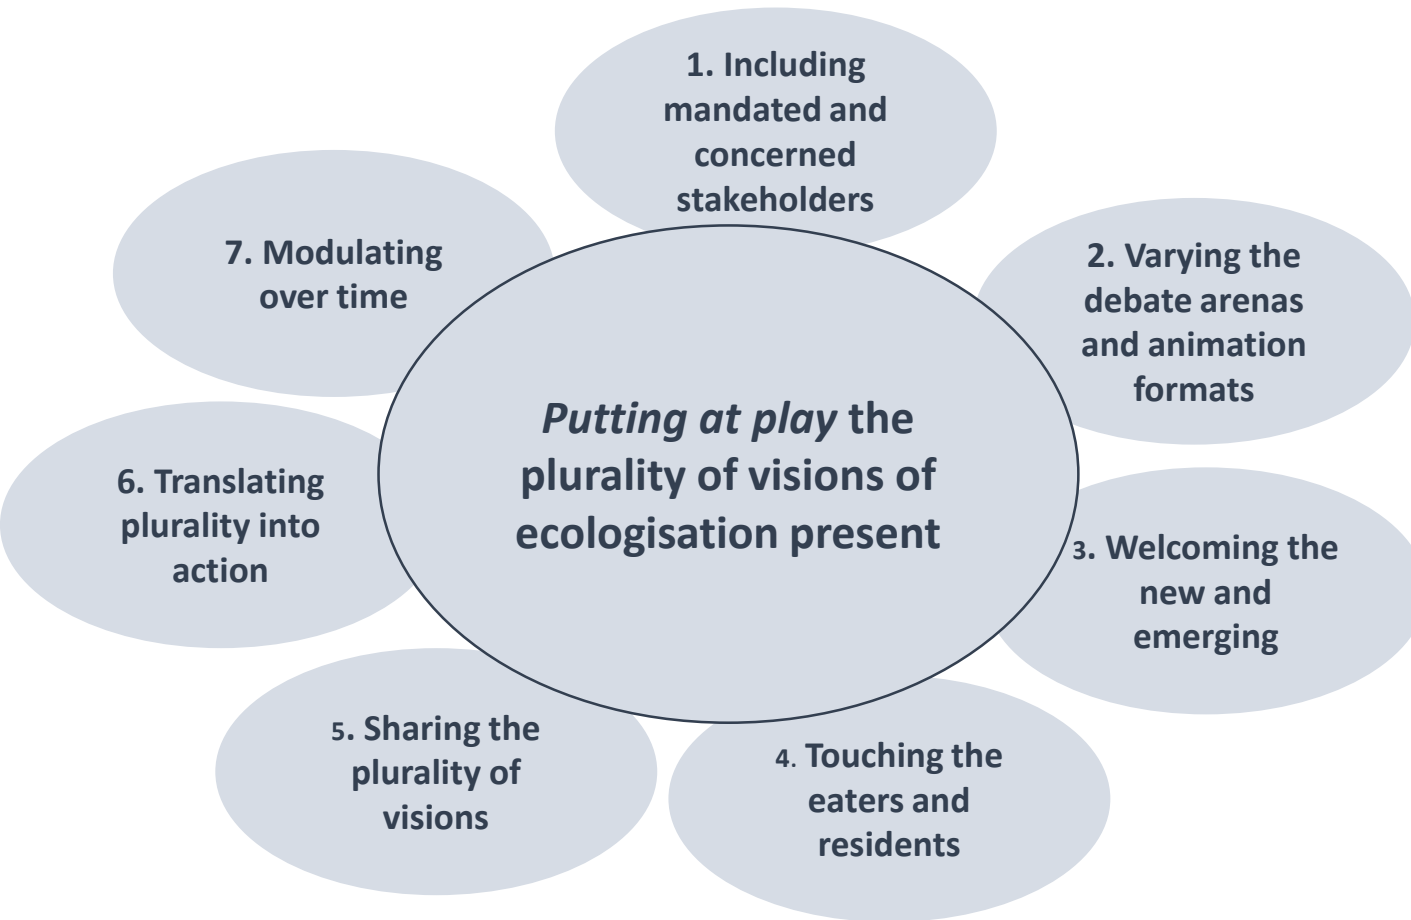 1. Including
mandated and
concerned
stakeholders
2. Varying the
debate arenas
and animation
formats
3. Welcoming the
new and
emerging
4. Touching the
eaters and
residents
5. Sharing the
plurality of
visions
6. Translating
plurality into
action
7. Modulating
over time
Putting at play the
plurality of visions of
ecologisation present